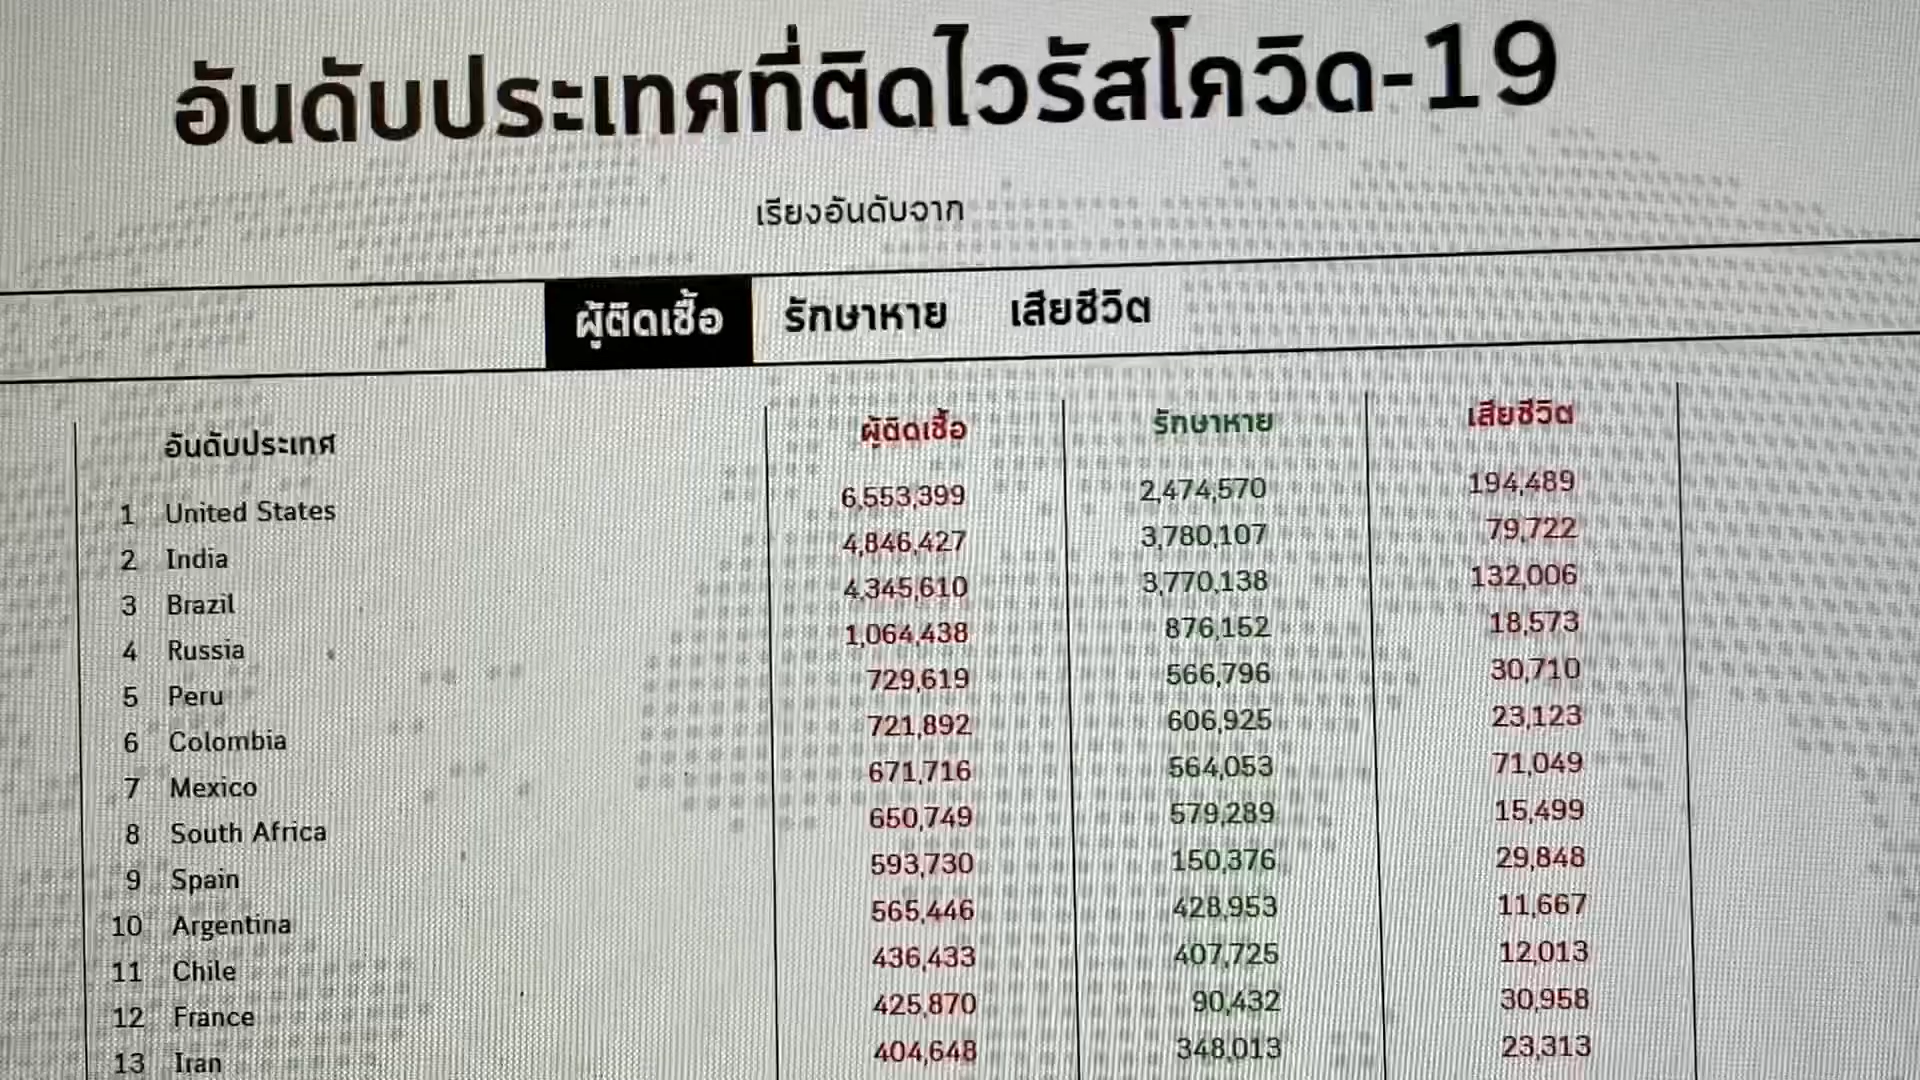 อันดับประเทศที่ติดไวรัสโควิด-19
เรียงอันดับจาก
ผู้ติดเชื้อ รักษาหาย เสียชีวิต
อันดับประเทศ ผู้ติดเชื้อ รักษาหาย เสียชีวิต
1 United States 6,553,399 2,474,570 194,489
2 India 4,846,427 3,780,107 79,722
3 Brazil 4,345,610 3,770,138 132,006
4 Russia 1,064,438 876,152 18,573
5 Peru 729,619 566,796 30,710
6 Colombia 721,892 606,925 23,123
7 Mexico 671,716 564,053 71,049
8 South Africa 650,749 579,289 15,499
9 Spain 593,730 150,376 29,848
10 Argentina 565,446 428,953 11,667
11 Chile 436,433 407,725 12,013
12 France 425,870 90,432 30,958
13 Iran 404,648 348,013 23,313